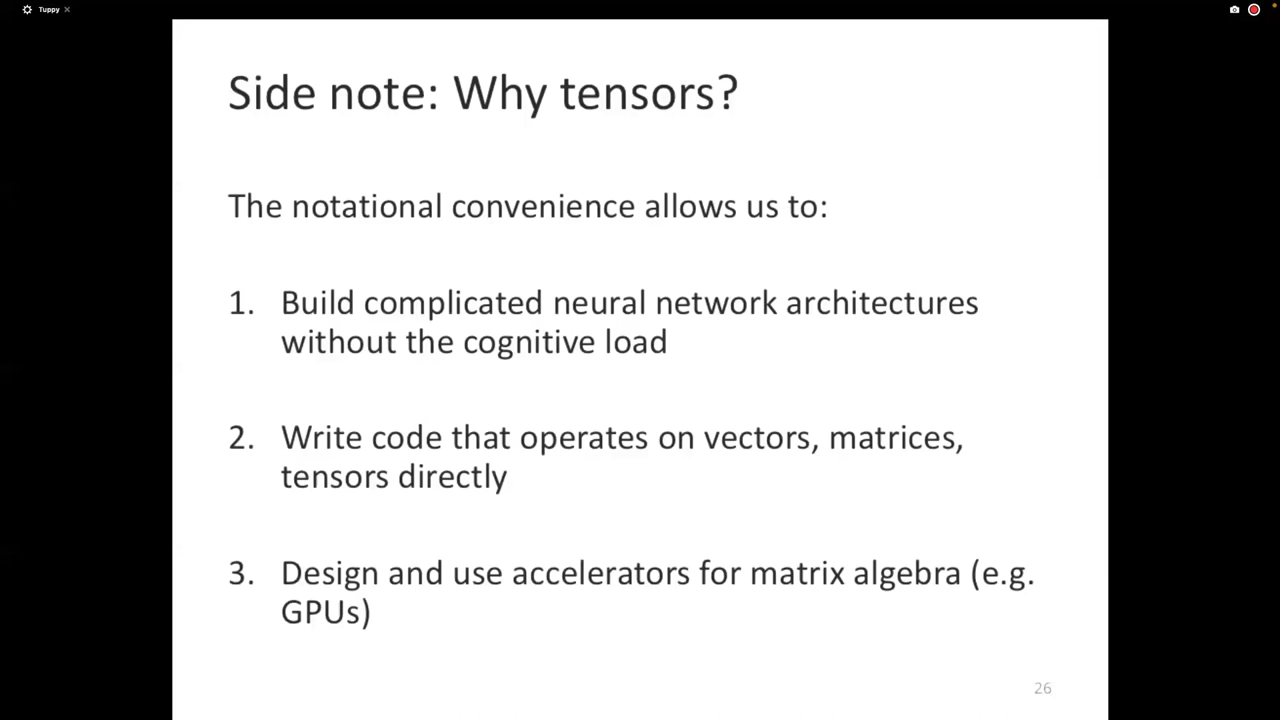 Tuppy
Side note: Why tensors?
The notational convenience allows us to:
1. Build complicated neural network architectures
without the cognitive load
2. Write code that operates on vectors, matrices,
tensors directly
3. Design and use accelerators for matrix algebra (e.g.
GPUs)
26